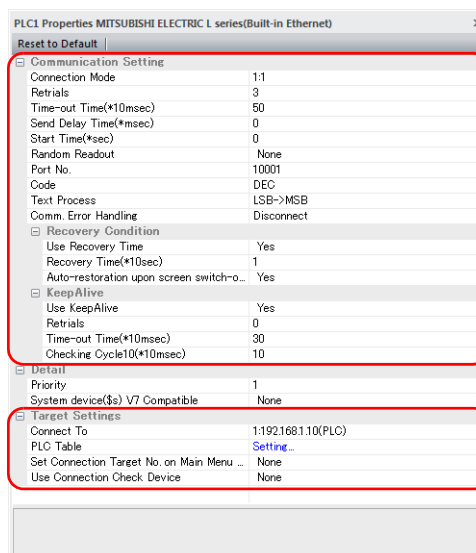 PLC1 Properties MITSUBISHI ELECTRIC L series(Built-in Ethernet)
Reset to Default
Communication Setting
Connection Mode 1:1
Retrials 3
Time-out Time(*10msec) 50
Send Delay Time(*msec) 0
Start Time(*sec) 0
Random Readout None
Port No. 10001
Code DEC
Text Process LSB->MSB
Comm. Error Handling Disconnect
Recovery Condition
Use Recovery Time Yes
Recovery Time(*10sec) 1
Auto-restoration upon screen switch-o... Yes
KeepAlive
Use KeepAlive Yes
Retrials 0
Time-out Time(*10msec) 30
Checking Cycle10(*10msec) 10
Detail
Priority 1
System device($s) V7 Compatible None
Target Settings
Connect To 1:192.168.1.10(PLC)
PLC Table Setting...
Set Connection Target No. on Main Menu ... None
Use Connection Check Device None